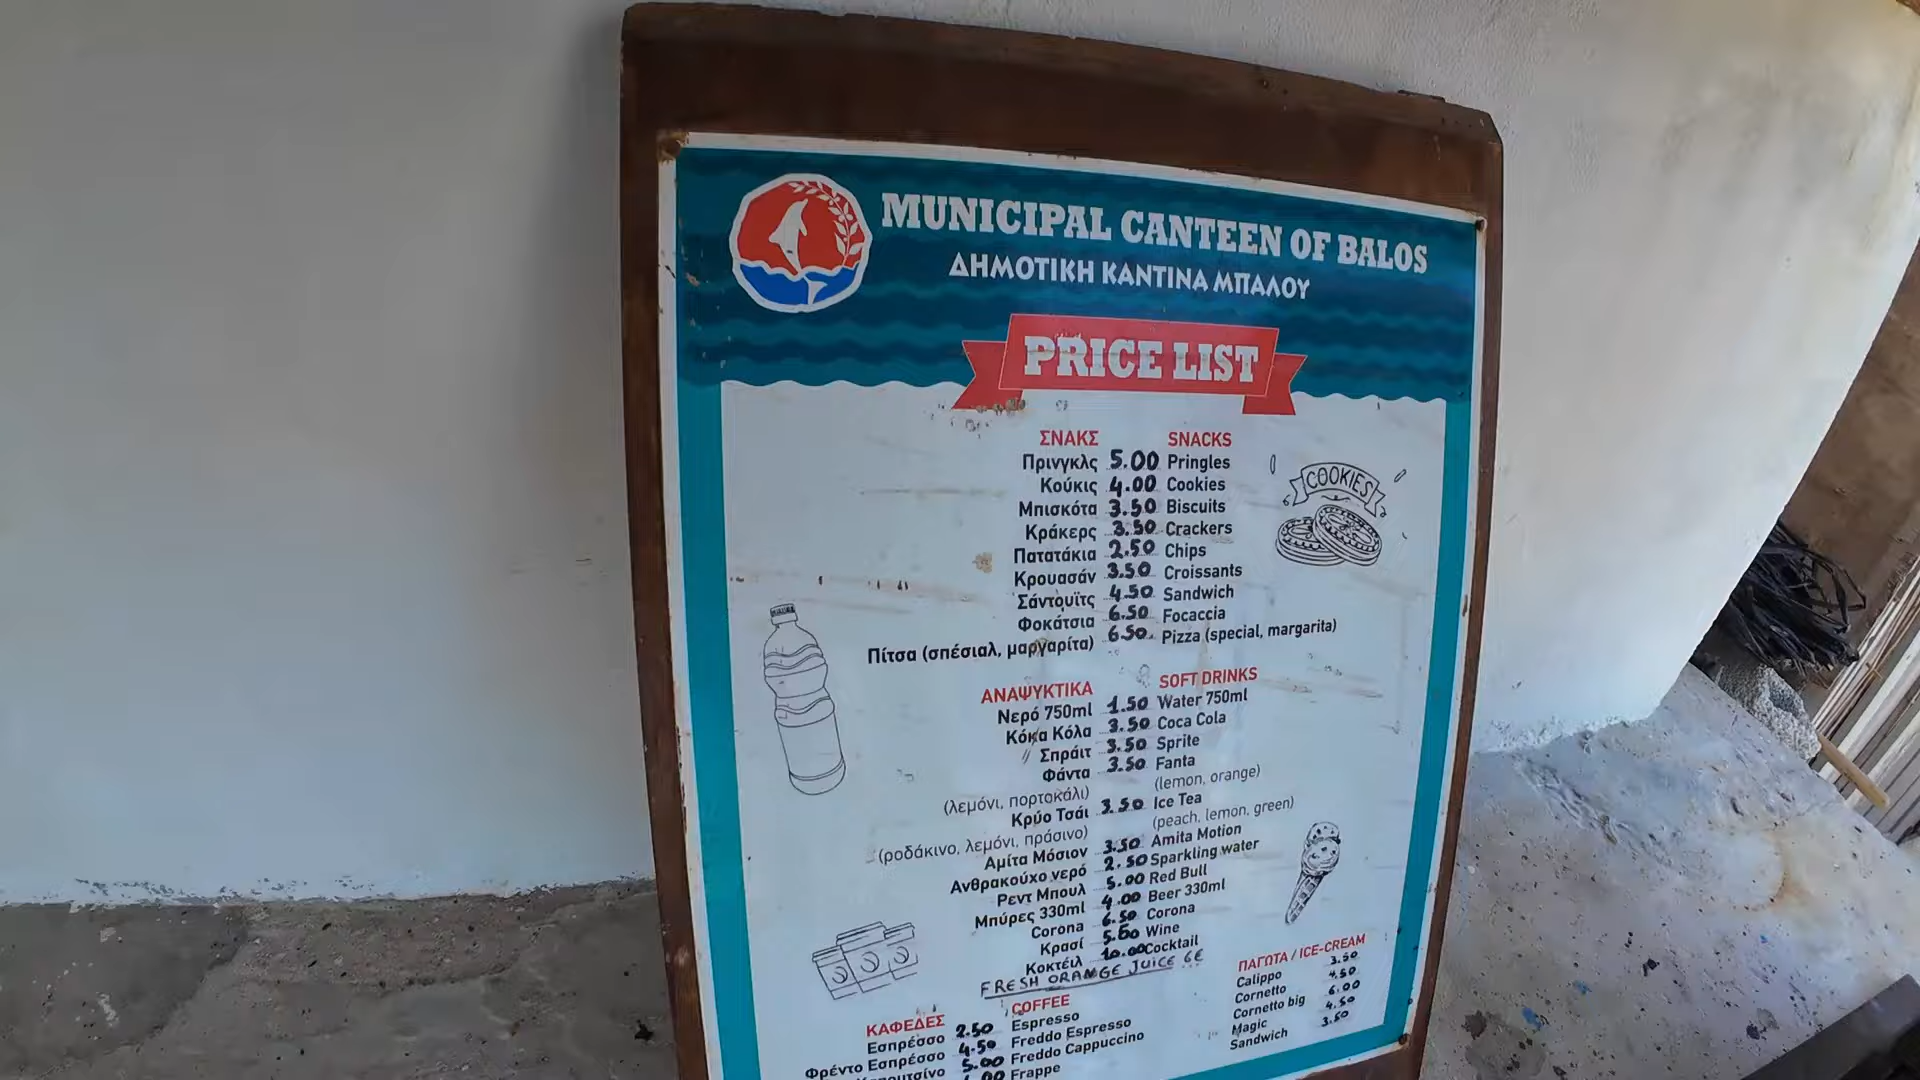 MUNICIPAL CANTEEN OF BALOS
ΔΗΜΟΤΙΚΗ ΚΑΝΤΙΝΑ ΜΠΑΛΟΥ
PRICE LIST
ΣΝΑΚΣ SNACKS
Πρινγκλς 5.00 Pringles
Κούκις 4.00 Cookies
Μπισκότα 3.50 Biscuits
Κράκερς 3.50 Crackers
Πατατάκια 2.50 Chips
Κρουασάν 3.50 Croissants
Σάντουϊτς 4.50 Sandwich
Φοκάτσια 6.50 Focaccia
Πίτσα (σπέσιαλ, μαργαρίτα) 6.50 Pizza (special, margarita)
COOKIES
ΑΝΑΨΥΚΤΙΚΑ SOFT DRINKS
Νερό 750ml 1.50 Water 750ml
Κόκα Κόλα 3.50 Coca Cola
Σπράιτ 3.50 Sprite
Φάντα 3.50 Fanta
(λεμόνι, πορτοκάλι) (lemon, orange)
Κρύο Τσάι 3.50 Ice Tea
(ροδάκινο, λεμόνι, πράσινο) (peach, lemon, green)
Αμίτα Μόσιον 3.50 Amita Motion
Ανθρακούχο νερό 2.50 Sparkling water
Ρεντ Μπουλ 5.00 Red Bull
Μπύρες 330ml 4.00 Beer 330ml
Corona 6.50 Corona
Κρασί 5.60 Wine
Κοκτέιλ 10.00 Cocktail
FRESH ORANGE JUICE 6E
ΚΑΦΕΔΕΣ COFFEE
Εσπρέσσο 2.50 Espresso
Φρέντο Εσπρέσσο 4.50 Freddo Espresso
5.00 Freddo Cappuccino
Frappe
ΠΑΓΩΤΑ / ICE-CREAM
Calippo 3.50
Cornetto 4.50
Cornetto big 6.00
Magic 4.50
Sandwich 3.50